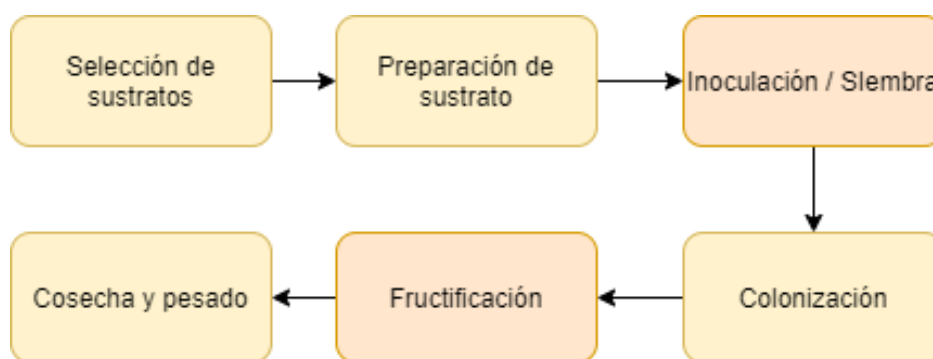 Selección de
sustratos
Preparación de
sustrato
Inoculación / SIembra
Colonización
Fructificación
Cosecha y pesado